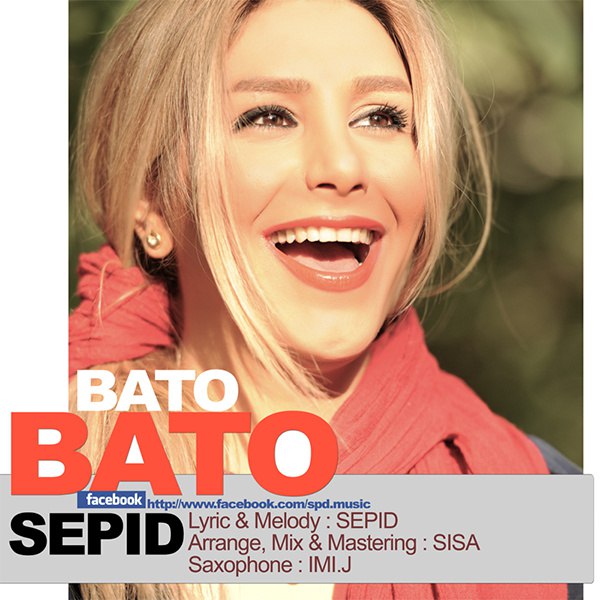 BATO
BATO
facebook http://www.facebook.com/spd.music
SEPID
Lyric & Melody : SEPID
Arrange, Mix & Mastering : SISA
Saxophone : IMI.J